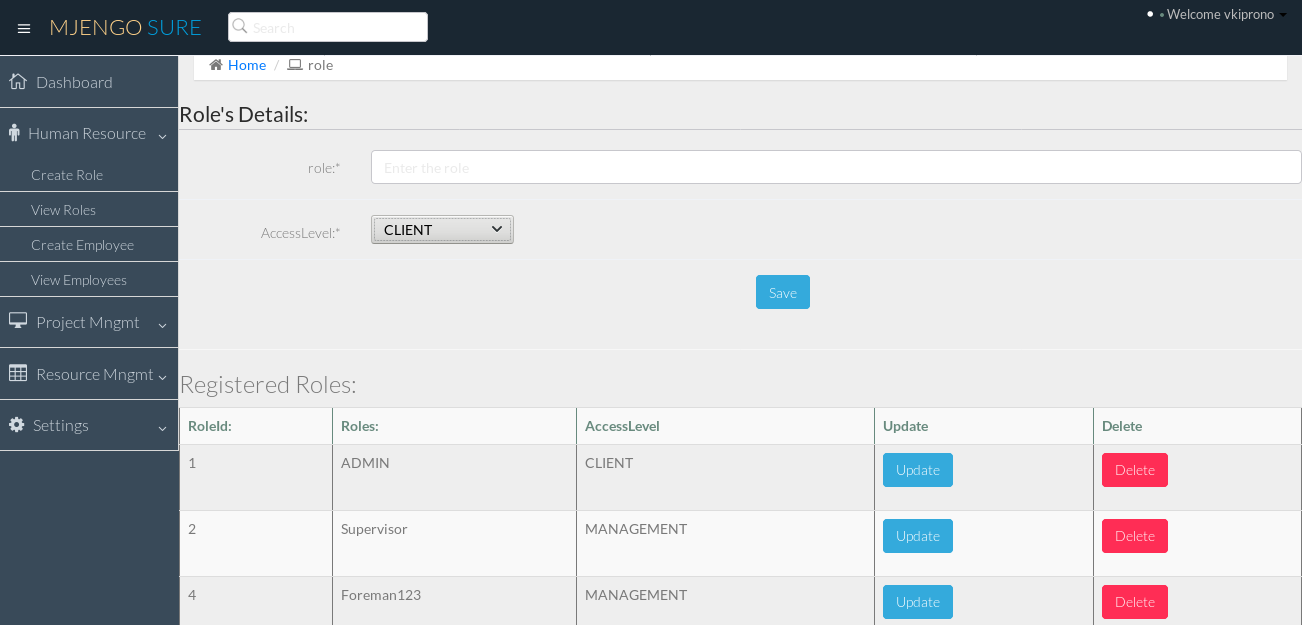 MJENGO SURE
Search
Welcome vkiprono
Home / role
Dashboard
Human Resource
Create Role
View Roles
Create Employee
View Employees
Project Mngmt
Resource Mngmt
Settings
Role's Details:
role:*
Enter the role
AccessLevel:*
CLIENT
Save
Registered Roles:
RoleId: Roles: AccessLevel Update Delete
1 ADMIN CLIENT Update Delete
2 Supervisor MANAGEMENT Update Delete
4 Foreman123 MANAGEMENT Update Delete